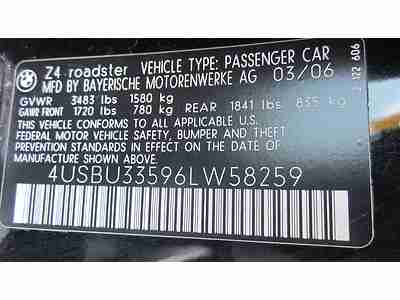 Z4 roadster VEHICLE TYPE: PASSENGER CAR
MFD BY BAYERISCHE MOTORENWERKE AG 03/06
GVWR 3483 lbs 1580 kg
GAWR FRONT 1720 lbs 780 kg REAR 1841 lbs 835 kg
THIS VEHICLE CONFORMS TO ALL APPLICABLE U.S.
FEDERAL MOTOR VEHICLE SAFETY, BUMPER AND THEFT
PREVENTION STANDARDS IN EFFECT ON THE DATE OF
MANUFACTURE SHOWN ABOVE.
4USBU33596LW58259